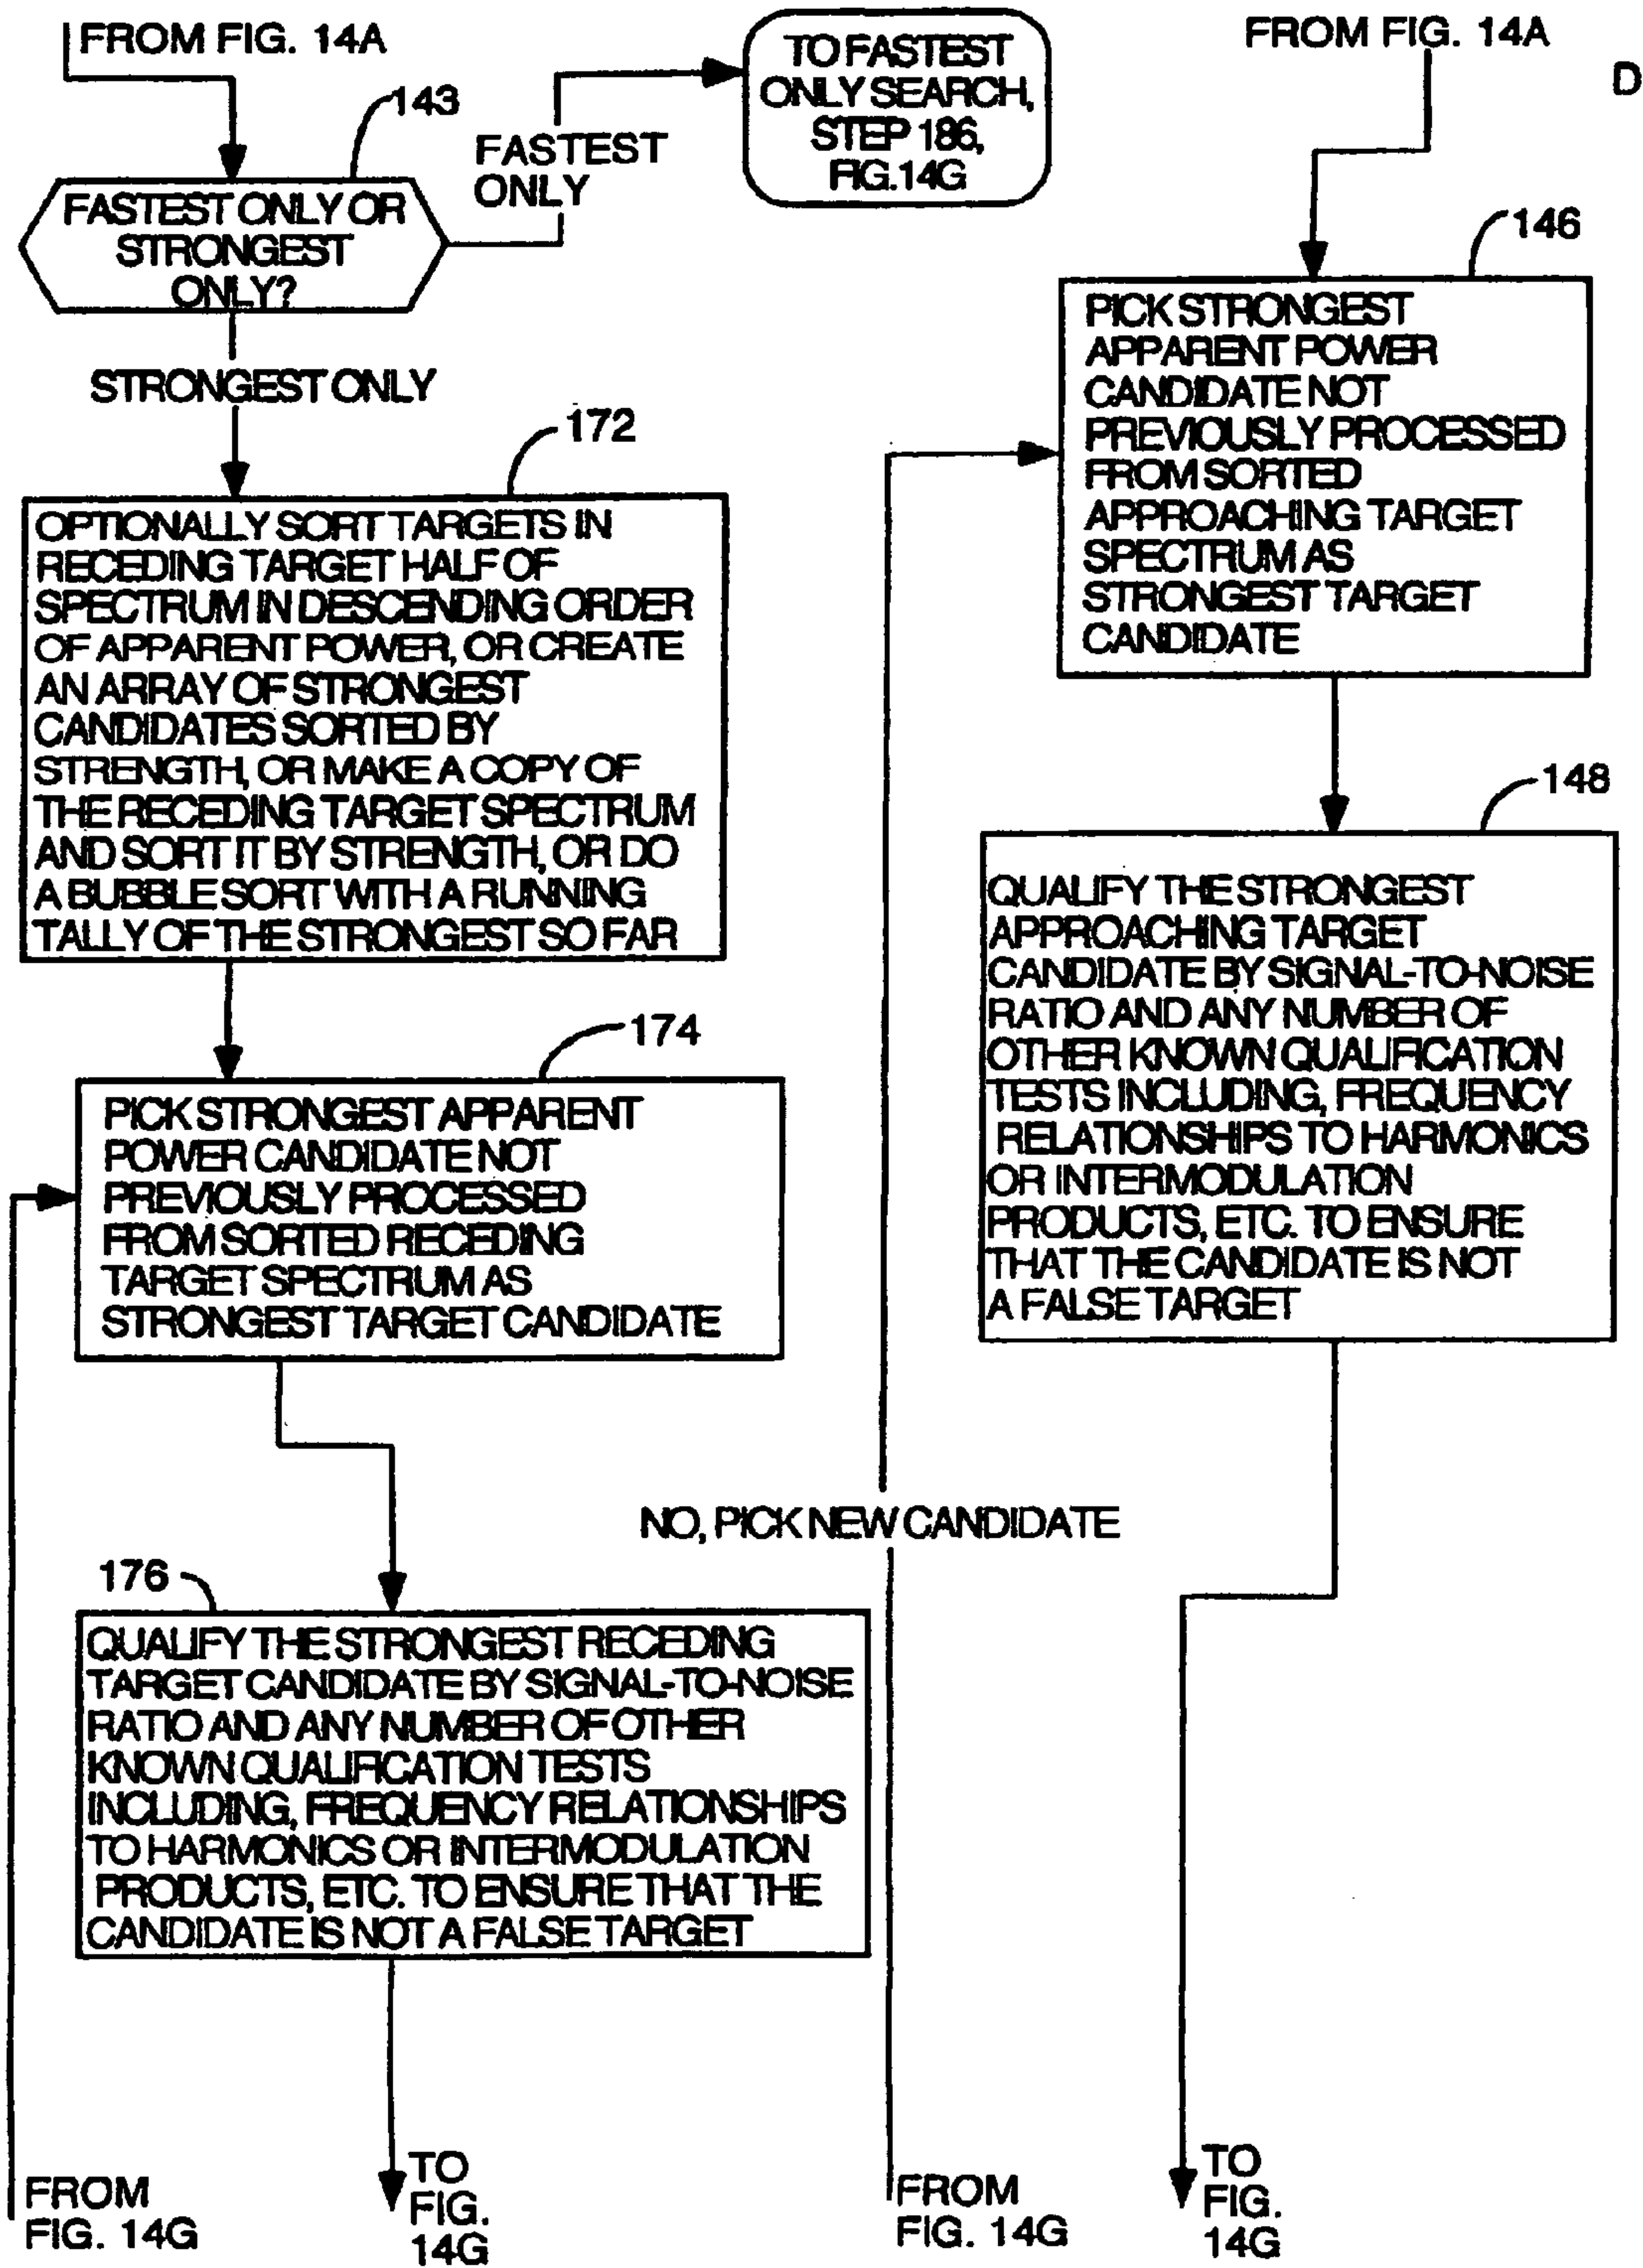 FROM FIG. 14A
143
FASTEST ONLY OR
STRONGEST
ONLY?
FASTEST
ONLY
TO FASTEST
ONLY SEARCH,
STEP 186,
FIG.14G
STRONGEST ONLY
172
OPTIONALLY SORT TARGETS IN
RECEDING TARGET HALF OF
SPECTRUM IN DESCENDING ORDER
OF APPARENT POWER, OR CREATE
AN ARRAY OF STRONGEST
CANDIDATES SORTED BY
STRENGTH, OR MAKE A COPY OF
THE RECEDING TARGET SPECTRUM
AND SORT IT BY STRENGTH, OR DO
A BUBBLE SORT WITH A RUNNING
TALLY OF THE STRONGEST SO FAR
174
PICK STRONGEST APPARENT
POWER CANDIDATE NOT
PREVIOUSLY PROCESSED
FROM SORTED RECEDING
TARGET SPECTRUM AS
STRONGEST TARGET CANDIDATE
176
QUALIFY THE STRONGEST RECEDING
TARGET CANDIDATE BY SIGNAL-TO-NOISE
RATIO AND ANY NUMBER OF OTHER
KNOWN QUALIFICATION TESTS
INCLUDING, FREQUENCY RELATIONSHIPS
TO HARMONICS OR INTERMODULATION
PRODUCTS, ETC. TO ENSURE THAT THE
CANDIDATE IS NOT A FALSE TARGET
FROM
FIG. 14G
TO
FIG.
14G
FROM FIG. 14A
D
146
PICK STRONGEST
APPARENT POWER
CANDIDATE NOT
PREVIOUSLY PROCESSED
FROM SORTED
APPROACHING TARGET
SPECTRUM AS
STRONGEST TARGET
CANDIDATE
148
QUALIFY THE STRONGEST
APPROACHING TARGET
CANDIDATE BY SIGNAL-TO-NOISE
RATIO AND ANY NUMBER OF
OTHER KNOWN QUALIFICATION
TESTS INCLUDING, FREQUENCY
RELATIONSHIPS TO HARMONICS
OR INTERMODULATION
PRODUCTS, ETC. TO ENSURE
THAT THE CANDIDATE IS NOT
A FALSE TARGET
NO, PICK NEW CANDIDATE
FROM
FIG. 14G
TO
FIG.
14G